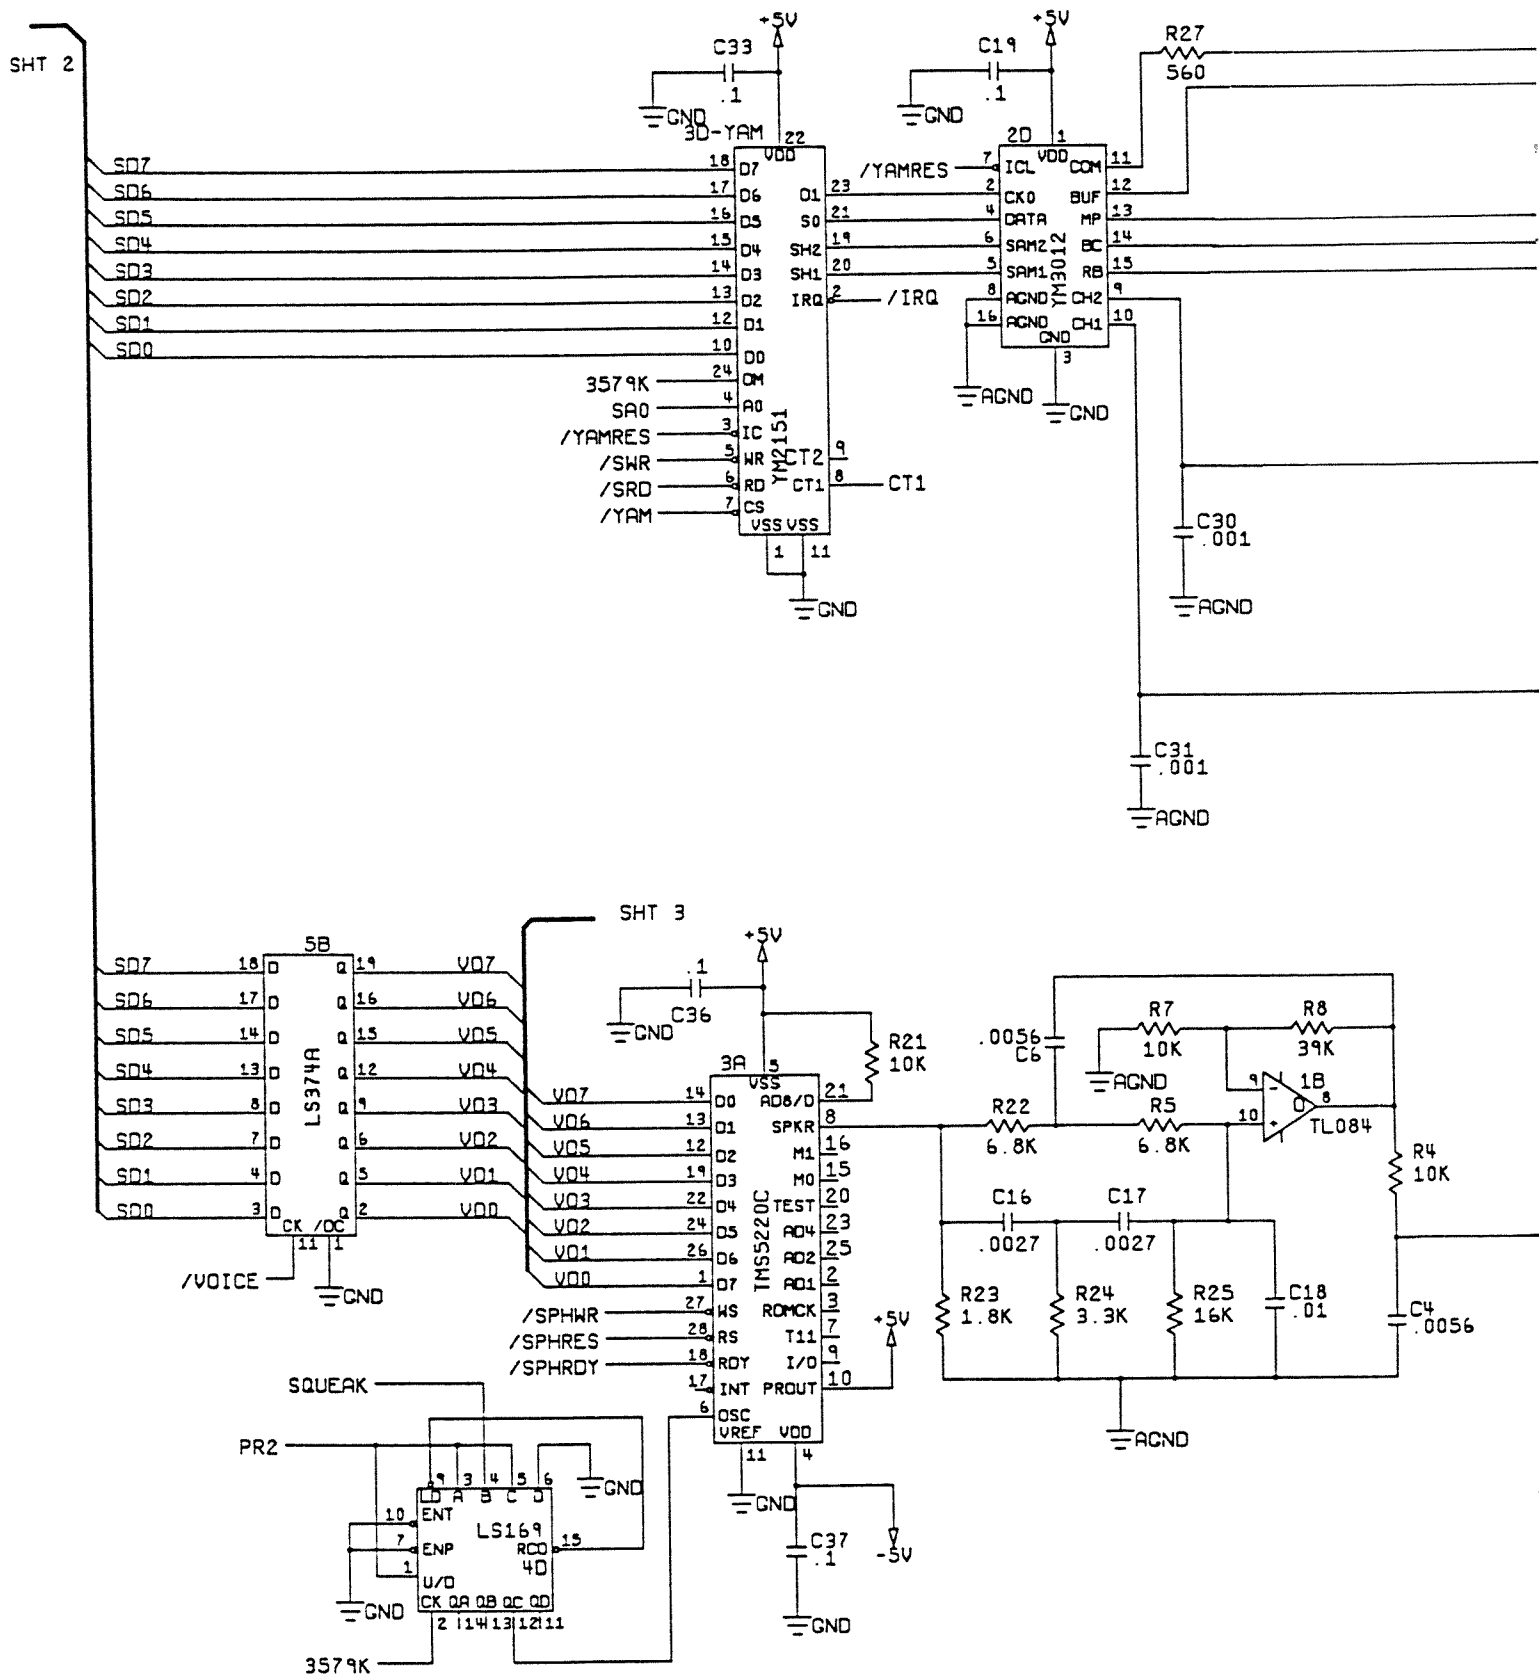 SHT 2
+5V
C33
.1
GND
3D-YAM
22
VDD
SD7 18 D7
SD6 17 D6
SD5 16 D5
SD4 15 D4
SD3 14 D3
SD2 13 D2
SD1 12 D1
SD0 10 D0
3579K 24 OM
SA0 4 A0
/YAMRES 3 IC
/SWR 5 WR
/SRD 6 RD
/YAM 7 CS
YM2151
O1 23
SO 21
SH2 19
SH1 20
IRQ 2 /IRQ
CT2 9
CT1 8 CT1
VSS VSS
1 11
GND
+5V
C19
.1
GND
2D 1
VDD
/YAMRES 7 ICL
2 CKO
4 DATA
6 SAM2
5 SAM1
8 AGND
16 AGND
GND
3
YM3012
COM 11
BUF 12
MP 13
BC 14
RB 15
CH2 9
CH1 10
AGND
GND
R27
560
C30
.001
AGND
C31
.001
AGND
SHT 3
5B
SD7 18 D Q 19 VD7
SD6 17 D Q 16 VD6
SD5 14 D Q 15 VD5
SD4 13 D Q 12 VD4
SD3 8 D Q 9 VD3
SD2 7 D Q 6 VD2
SD1 4 D Q 5 VD1
SD0 3 D Q 2 VD0
LS374A
CK /OC
11 1
/VOICE
GND
+5V
.1
C36
GND
R21
10K
3A 5
VSS
VD7 14 D0
VD6 13 D1
VD5 12 D2
VD4 19 D3
VD3 22 D4
VD2 24 D5
VD1 26 D6
VD0 1 D7
/SPHWR 27 WS
/SPHRES 28 RS
/SPHRDY 18 RDY
17 INT
6 OSC
TMS5220C
AD8/D 21
SPKR 8
M1 16
M0 15
TEST 20
AD4 23
AD2 25
AD1 2
ROMCK 3
T11 7
I/O 9
PROUT 10
+5V
VREF VDD
11 4
GND
C37
.1
-5V
GND
SQUEAK
PR2
GND
9 3 4 5 6
LD A B C D
10 ENT
7 ENP
1 U/D
LS169
4D
RCO 15
CK QA QB QC QD
2 14 13 12 11
GND
3579K
.0056
C6
R7
10K
AGND
R8
39K
R22
6.8K
R5
6.8K
9 -
10 +
1B
O 8
TL084
R4
10K
C16
.0027
C17
.0027
R23
1.8K
R24
3.3K
R25
16K
C18
.01
C4
.0056
AGND